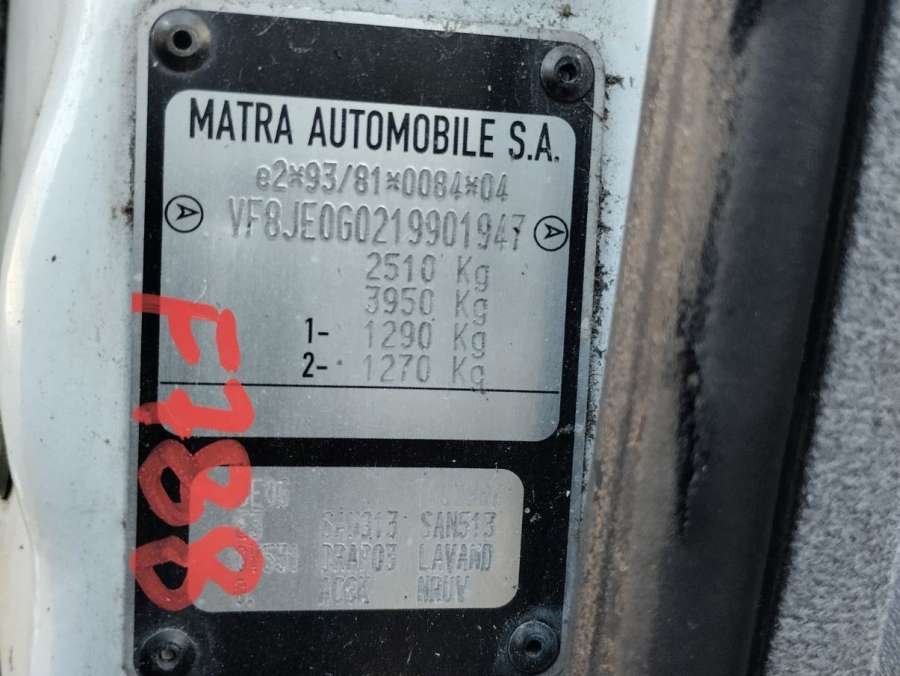 MATRA AUTOMOBILE S.A.
e2*93/81*0084*04
A VF8JE0G0219901947 A
2510 Kg
3950 Kg
1- 1290 Kg
2- 1270 Kg
SAN313 SAN513
DRAP03 LAVAND
NRUV
F788